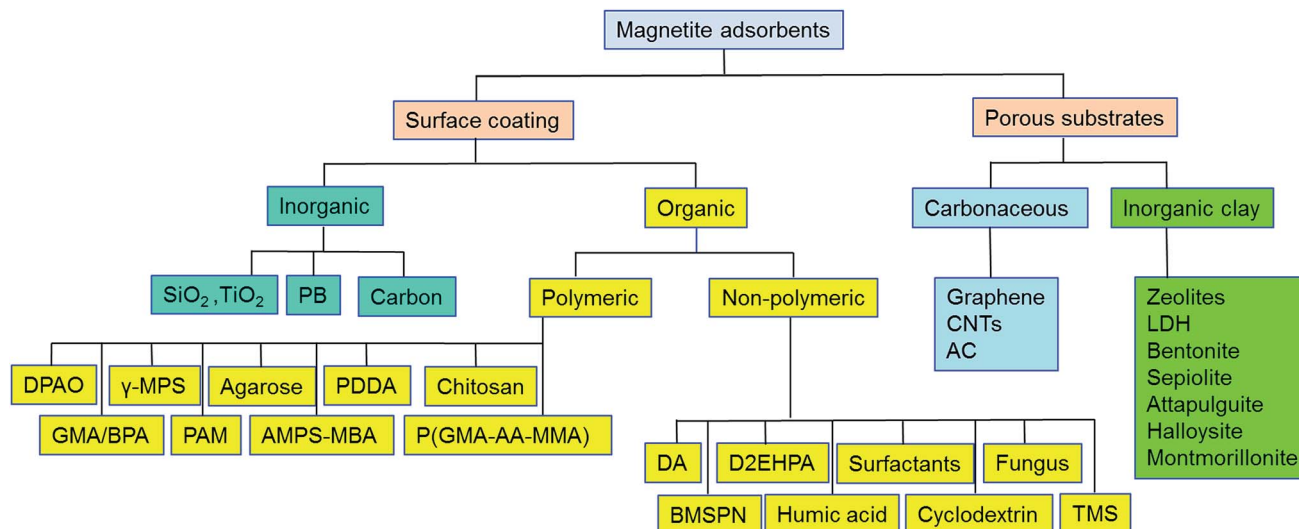 Magnetite adsorbents
Surface coating
Porous substrates
Inorganic
Organic
Carbonaceous
Inorganic clay
SiO₂ ,TiO₂
PB
Carbon
Polymeric
Non-polymeric
Graphene
CNTs
AC
Zeolites
LDH
Bentonite
Sepiolite
Attapulguite
Halloysite
Montmorillonite
DPAO
γ-MPS
Agarose
PDDA
Chitosan
GMA/BPA
PAM
AMPS-MBA
P(GMA-AA-MMA)
DA
D2EHPA
Surfactants
Fungus
BMSPN
Humic acid
Cyclodextrin
TMS